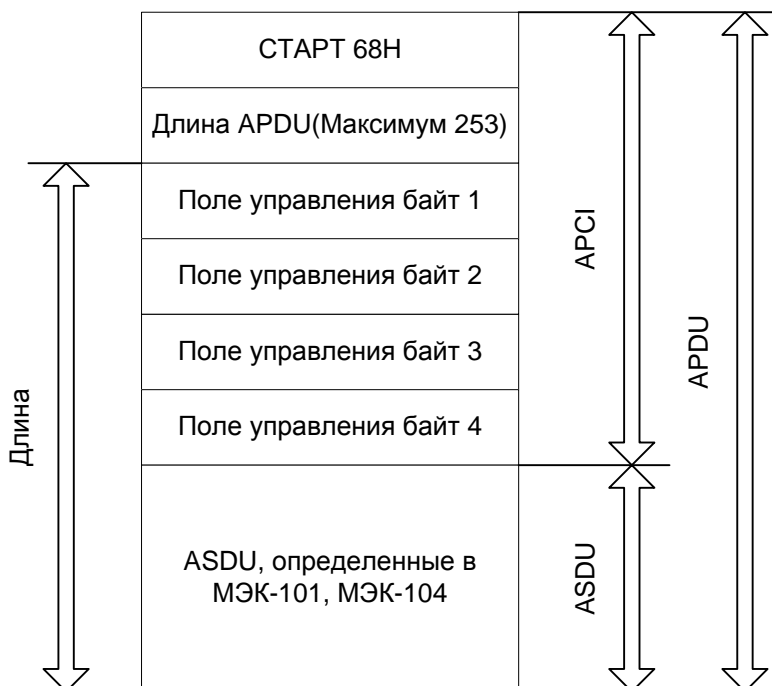 СТАРТ 68H
Длина APDU(Максимум 253)
Поле управления байт 1
Поле управления байт 2
Поле управления байт 3
Поле управления байт 4
ASDU, определенные в
МЭК-101, МЭК-104
Длина
APCI
ASDU
APDU